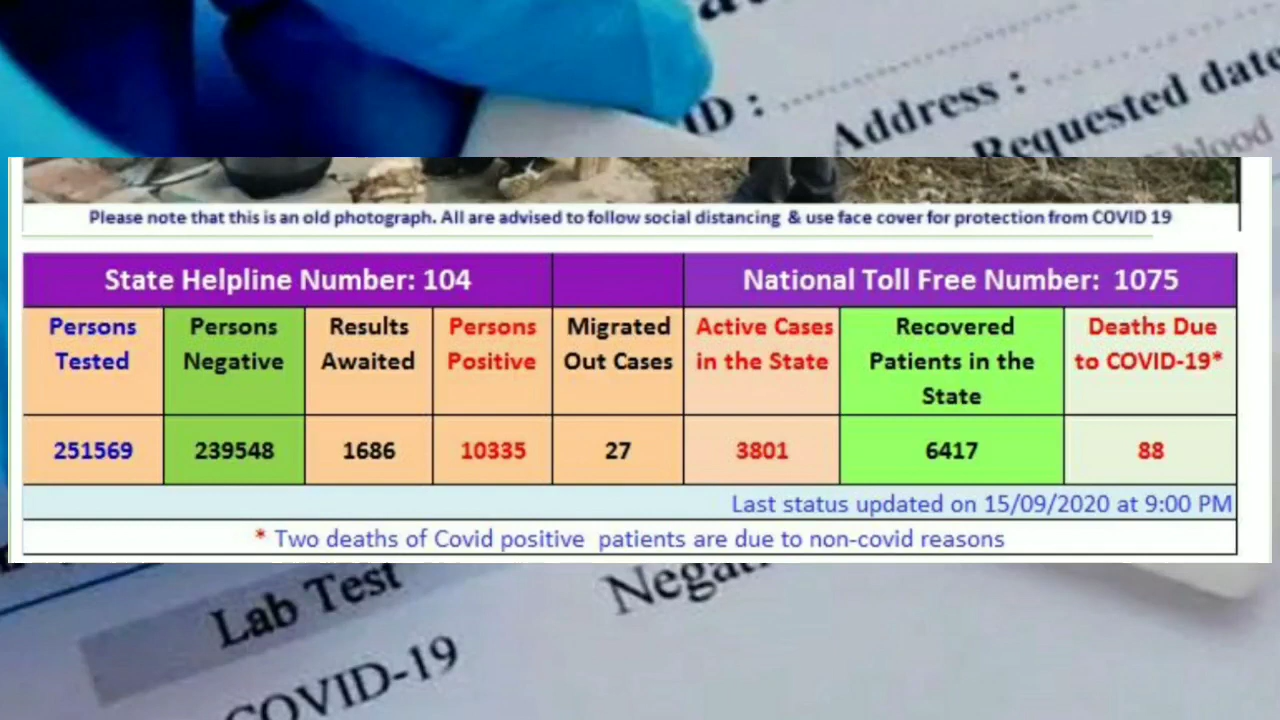 ID :
Address :
Requested date
blood
Please note that this is an old photograph. All are advised to follow social distancing & use face cover for protection from COVID 19
State Helpline Number: 104 National Toll Free Number: 1075
Persons Tested Persons Negative Results Awaited Persons Positive Migrated Out Cases Active Cases in the State Recovered Patients in the State Deaths Due to COVID-19*
251569 239548 1686 10335 27 3801 6417 88
Last status updated on 15/09/2020 at 9:00 PM
* Two deaths of Covid positive patients are due to non-covid reasons
Lab Test
COVID-19